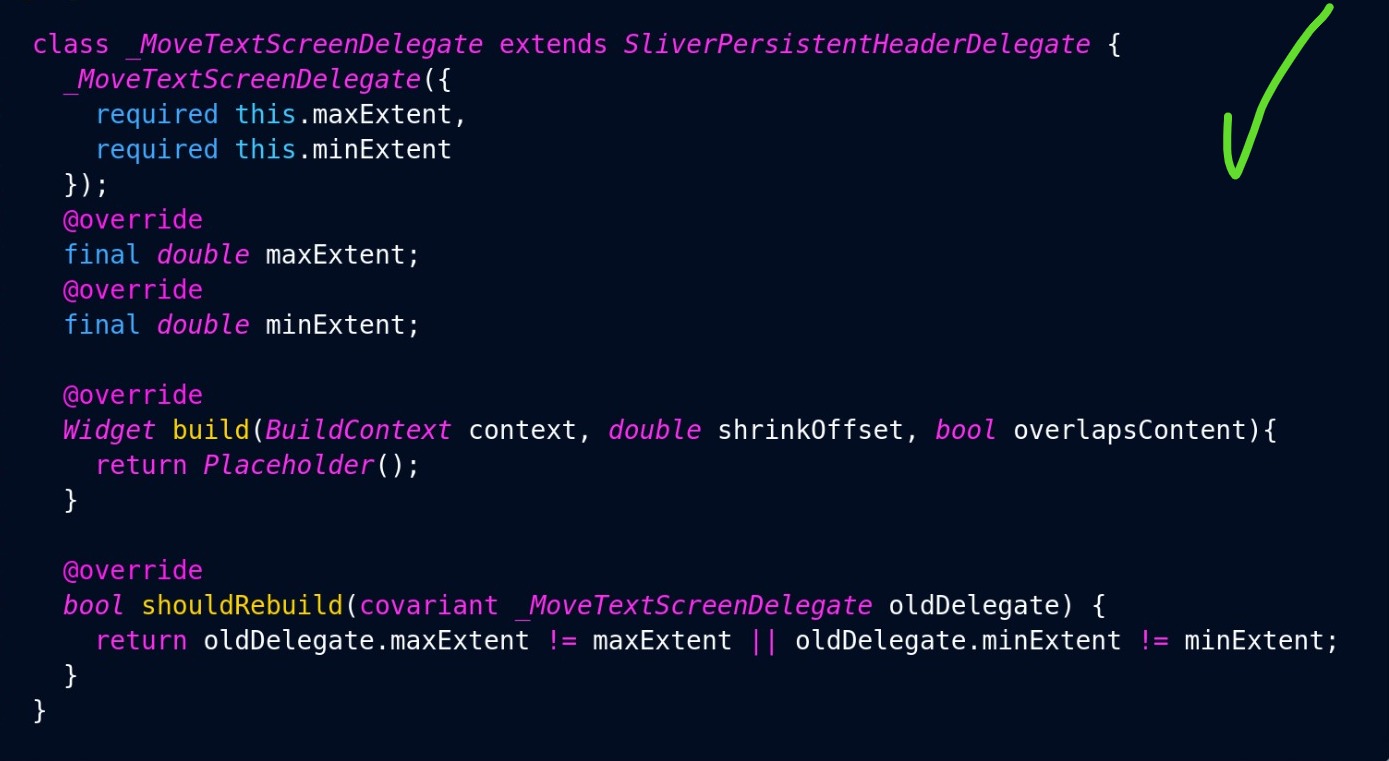 class _MoveTextScreenDelegate extends SliverPersistentHeaderDelegate {
  _MoveTextScreenDelegate({
    required this.maxExtent,
    required this.minExtent
  });
  @override
  final double maxExtent;
  @override
  final double minExtent;

  @override
  Widget build(BuildContext context, double shrinkOffset, bool overlapsContent){
    return Placeholder();
  }

  @override
  bool shouldRebuild(covariant _MoveTextScreenDelegate oldDelegate) {
    return oldDelegate.maxExtent != maxExtent || oldDelegate.minExtent != minExtent;
  }
}